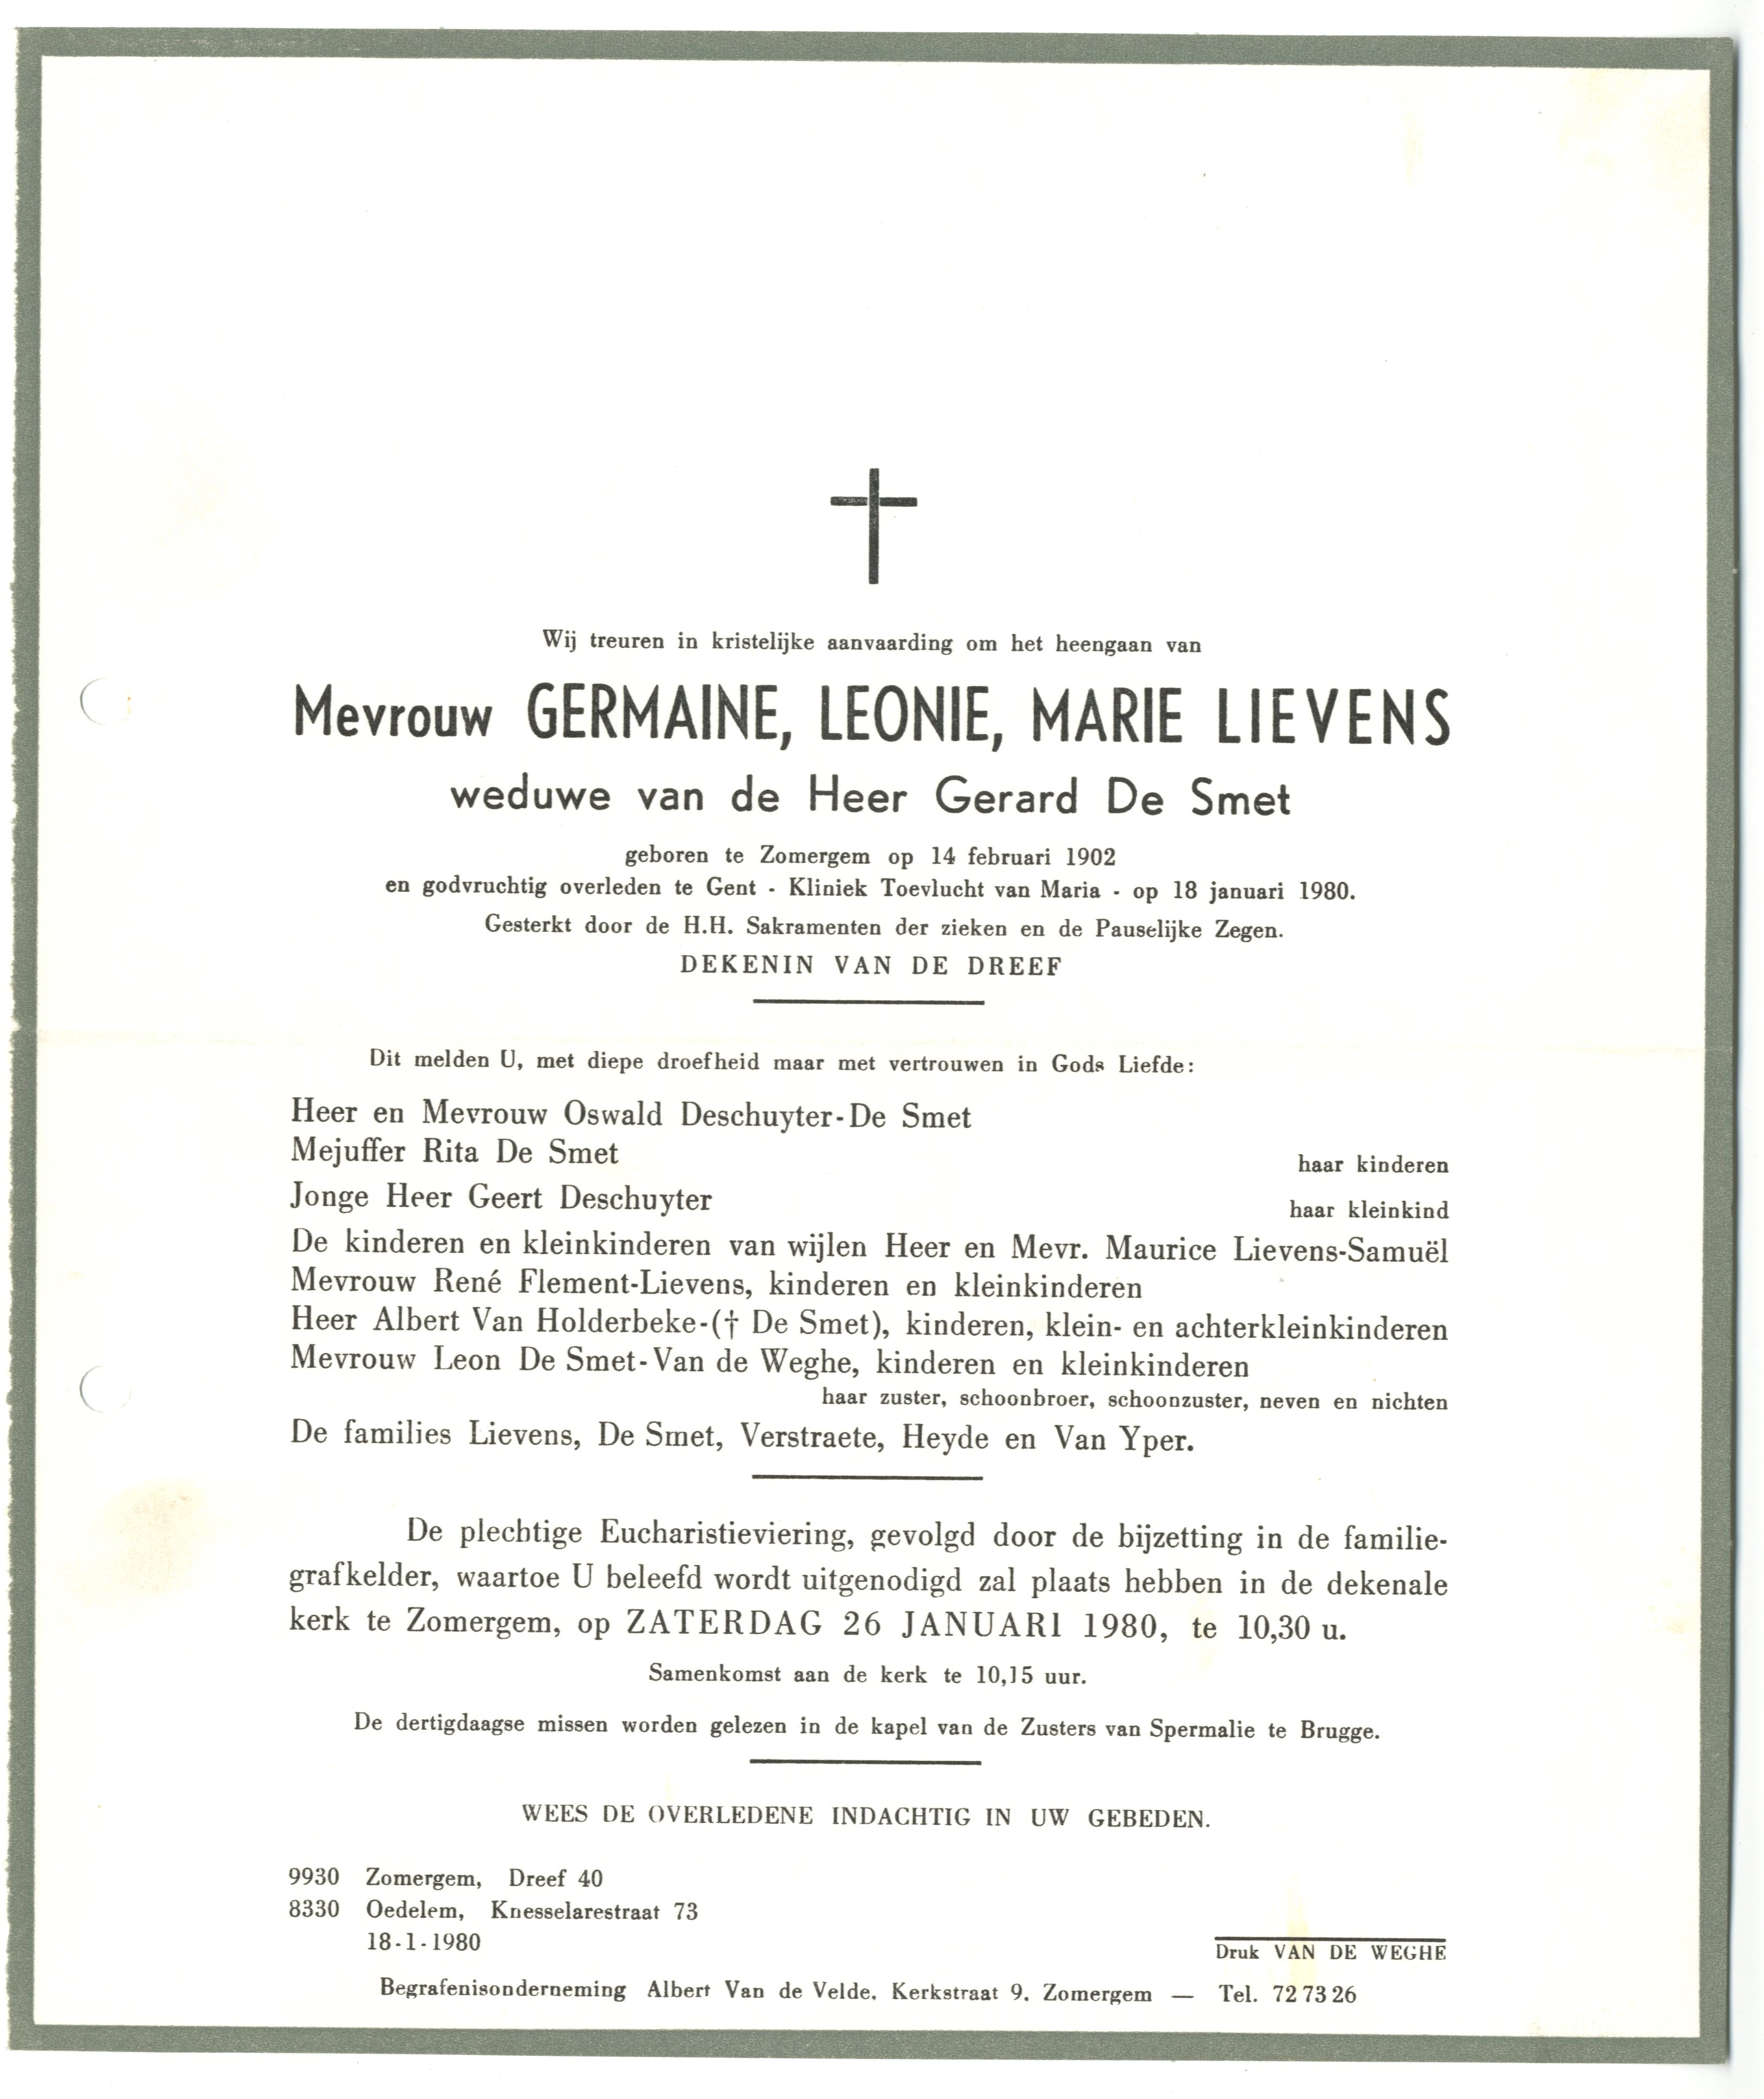 Wij treuren in kristelijke aanvaarding om het heengaan van
Mevrouw GERMAINE, LEONIE, MARIE LIEVENS
weduwe van de Heer Gerard De Smet
geboren te Zomergem op 14 februari 1902
en godvruchtig overleden te Gent - Kliniek Toevlucht van Maria - op 18 januari 1980.
Gesterkt door de H.H. Sakramenten der zieken en de Pauselijke Zegen.
DEKENIN VAN DE DREEF
Dit melden U, met diepe droefheid maar met vertrouwen in Gods Liefde:
Heer en Mevrouw Oswald Deschuyter-De Smet
Mejuffer Rita De Smet
haar kinderen
Jonge Heer Geert Deschuyter
haar kleinkind
De kinderen en kleinkinderen van wijlen Heer en Mevr. Maurice Lievens-Samuël
Mevrouw René Flement-Lievens, kinderen en kleinkinderen
Heer Albert Van Holderbeke-(† De Smet), kinderen, klein- en achterkleinkinderen
Mevrouw Leon De Smet-Van de Weghe, kinderen en kleinkinderen
haar zuster, schoonbroer, schoonzuster, neven en nichten
De families Lievens, De Smet, Verstraete, Heyde en Van Yper.
De plechtige Eucharistieviering, gevolgd door de bijzetting in de familie-
grafkelder, waartoe U beleefd wordt uitgenodigd zal plaats hebben in de dekenale
kerk te Zomergem, op ZATERDAG 26 JANUARI 1980, te 10,30 u.
Samenkomst aan de kerk te 10,15 uur.
De dertigdaagse missen worden gelezen in de kapel van de Zusters van Spermalie te Brugge.
WEES DE OVERLEDENE INDACHTIG IN UW GEBEDEN.
9930 Zomergem, Dreef 40
8330 Oedelem, Knesselarestraat 73
18-1-1980
Druk VAN DE WEGHE
Begrafenisonderneming Albert Van de Velde. Kerkstraat 9. Zomergem — Tel. 72 73 26